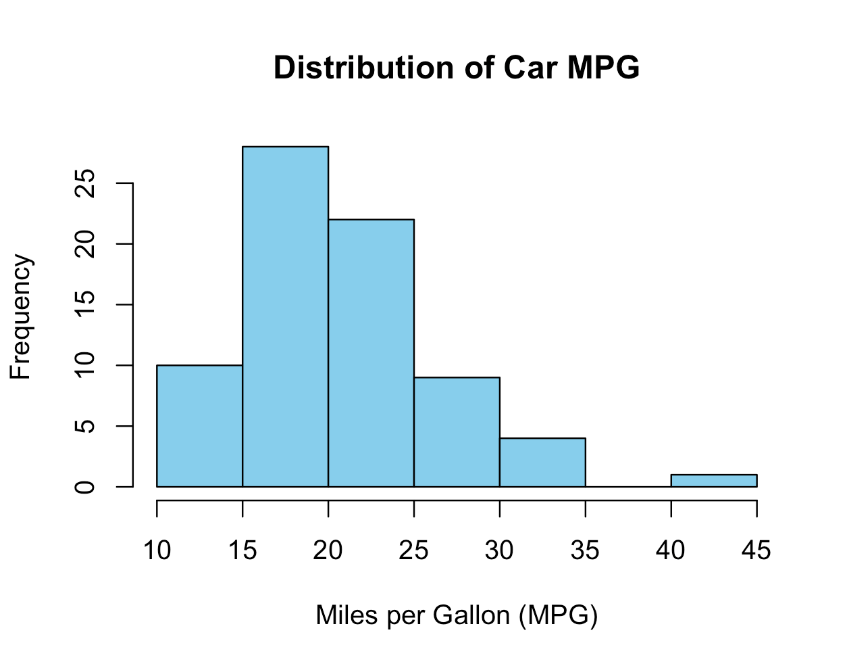 Distribution of Car MPG
Frequency
25
20
15
10
5
0
10 15 20 25 30 35 40 45
Miles per Gallon (MPG)